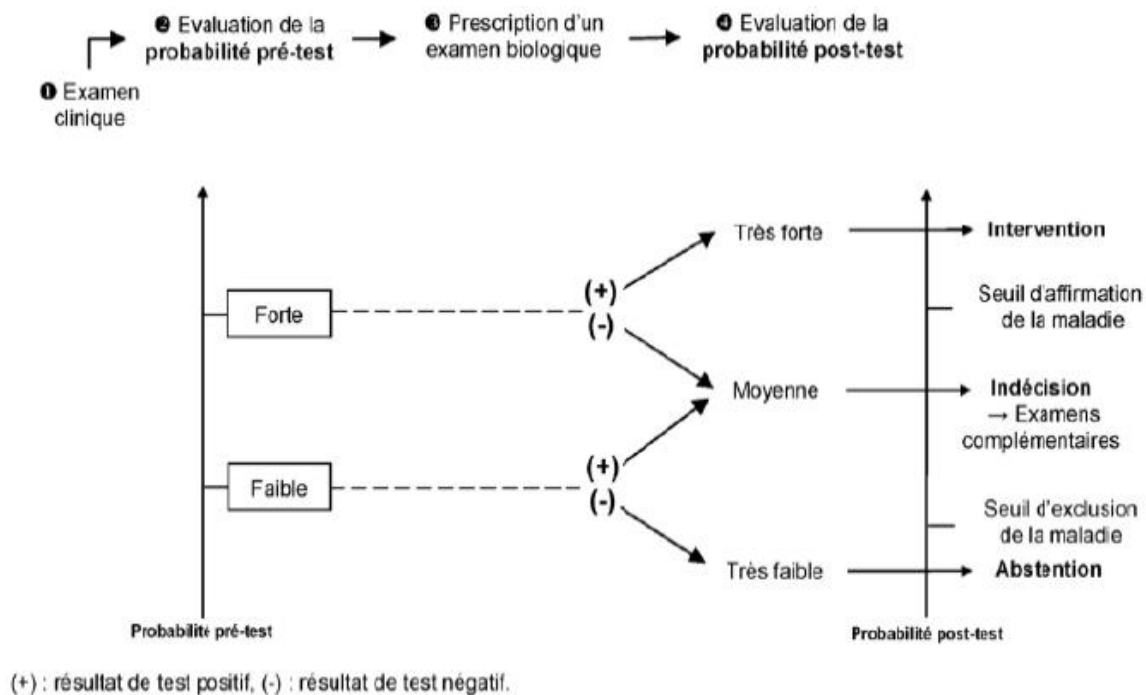 ❷ Evaluation de la
probabilité pré-test
❸ Prescription d'un
examen biologique
❹ Evaluation de la
probabilité post-test
❶ Examen
clinique
Très forte
Intervention
(+)
Forte
(-)
Seuil d'affirmation
de la maladie
Moyenne
Indécision
→ Examens
complémentaires
(+)
Faible
(-)
Seuil d'exclusion
de la maladie
Très faible
Abstention
Probabilité pré-test
Probabilité post-test
(+) : résultat de test positif, (-) : résultat de test négatif.